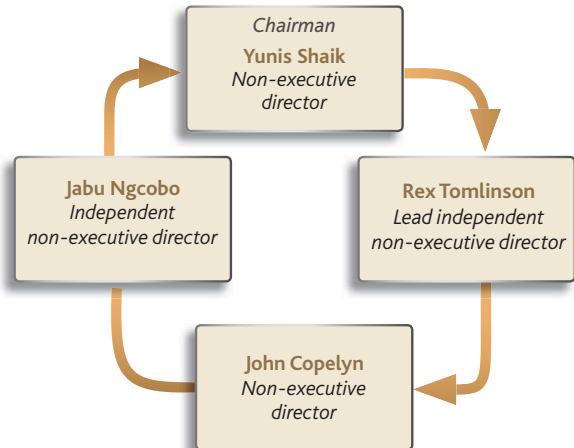 Chairman
Yunis Shaik
Non-executive
director
Jabu Ngcobo
Independent
non-executive director
Rex Tomlinson
Lead independent
non-executive director
John Copelyn
Non-executive
director